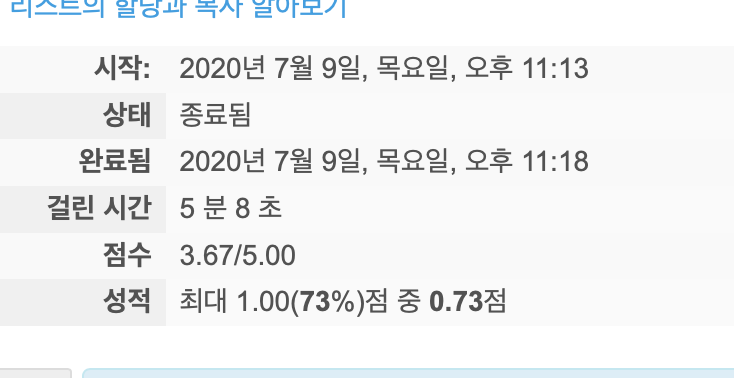 리스트의 할당과 복사 알아보기
시작: 2020년 7월 9일, 목요일, 오후 11:13
상태 종료됨
완료됨 2020년 7월 9일, 목요일, 오후 11:18
걸린 시간 5 분 8 초
점수 3.67/5.00
성적 최대 1.00(73%)점 중 0.73점